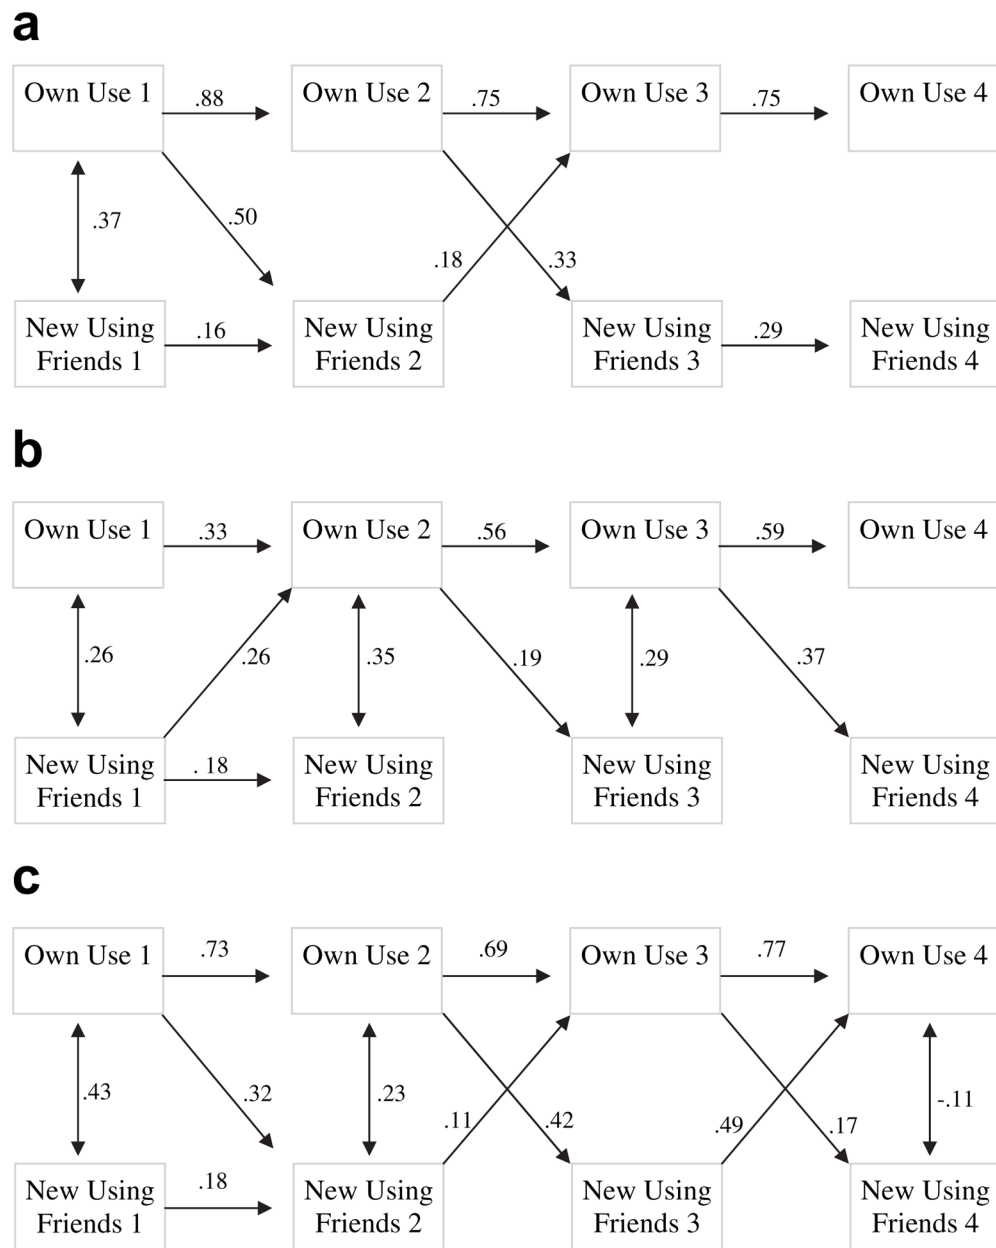 a
Own Use 1
.88
Own Use 2
.75
Own Use 3
.75
Own Use 4
.37
.50
.18
.33
New Using
Friends 1
.16
New Using
Friends 2
New Using
Friends 3
.29
New Using
Friends 4
b
Own Use 1
.33
Own Use 2
.56
Own Use 3
.59
Own Use 4
.26
.26
.35
.19
.29
.37
New Using
Friends 1
. 18
New Using
Friends 2
New Using
Friends 3
New Using
Friends 4
c
Own Use 1
.73
Own Use 2
.69
Own Use 3
.77
Own Use 4
.43
.32
.23
.11
.42
.49
.17
-.11
New Using
Friends 1
.18
New Using
Friends 2
New Using
Friends 3
New Using
Friends 4